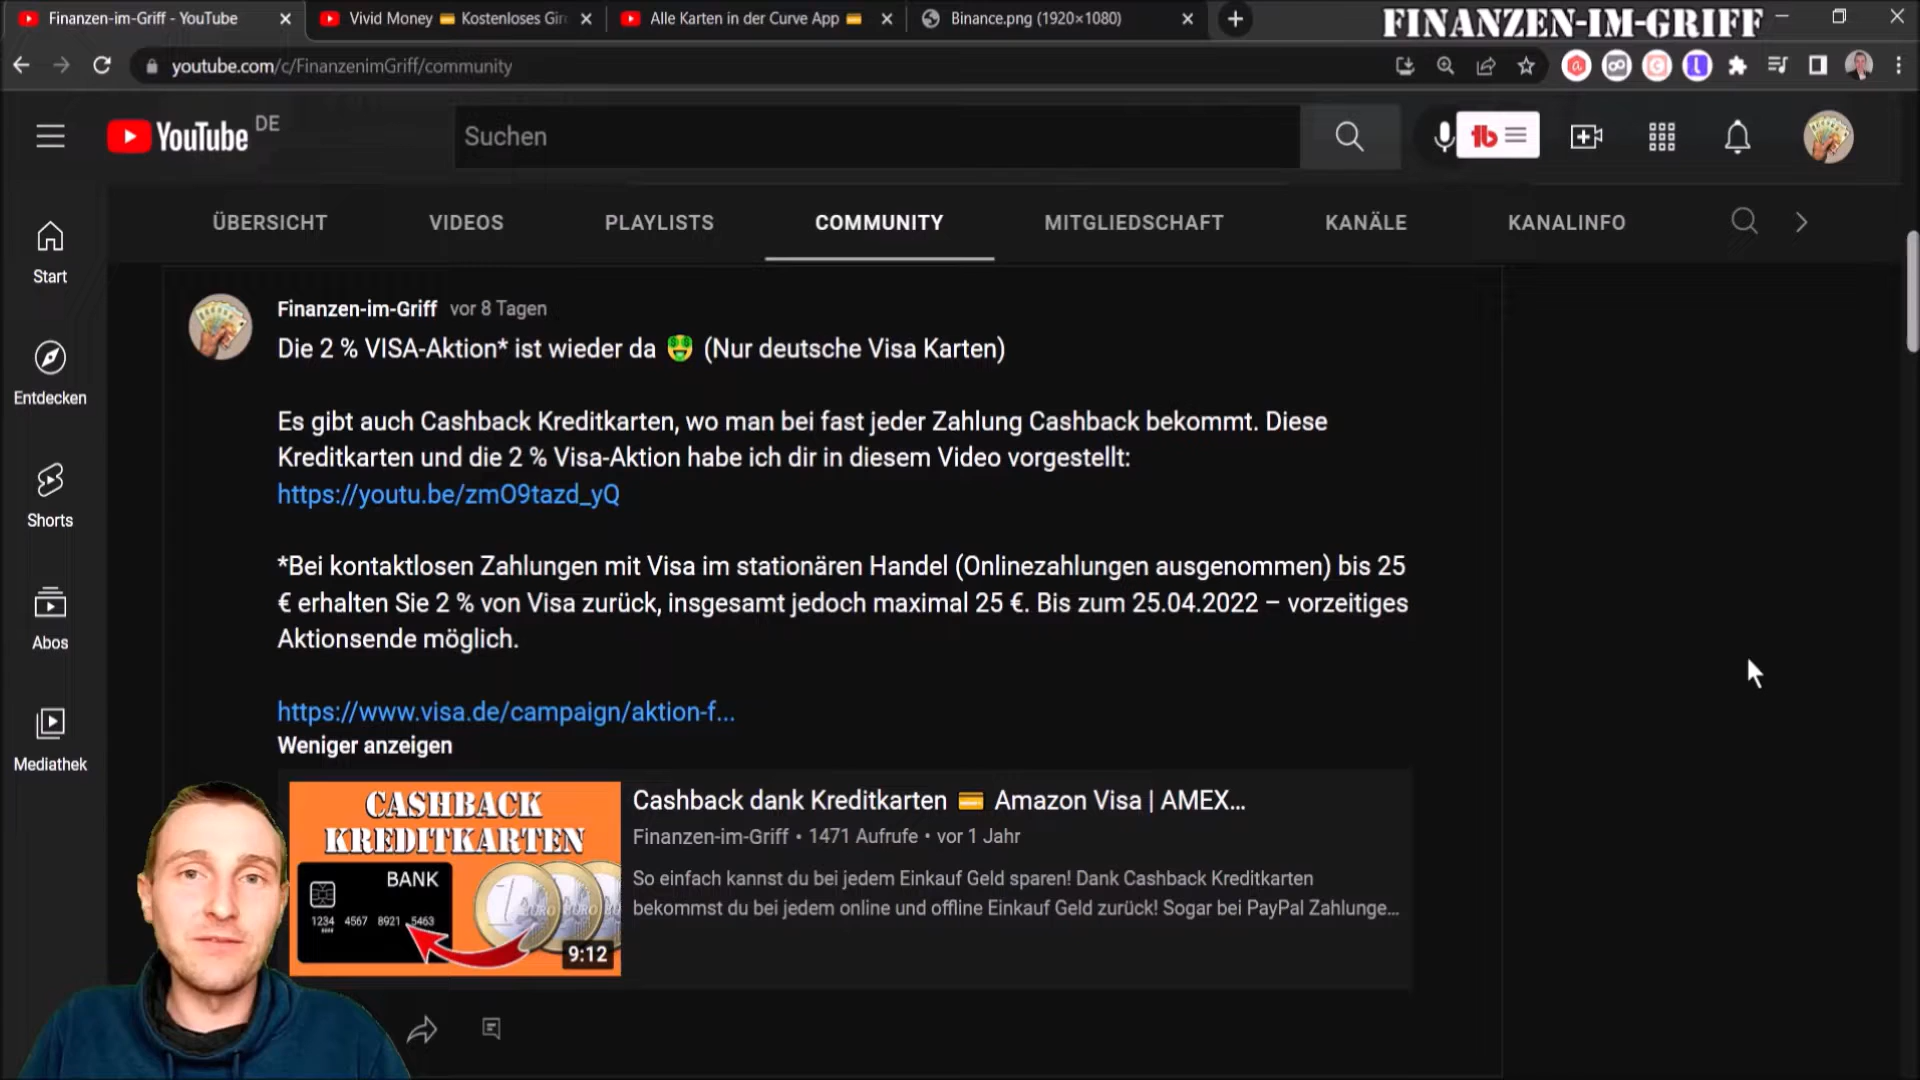 Finanzen-im-Griff - YouTube
Vivid Money 💳 Kostenloses Gir
Alle Karten in der Curve App 💳
Binance.png (1920×1080)
FINANZEN-IM-GRIFF
youtube.com/c/FinanzenimGriff/community
YouTube DE
Suchen
tb
ÜBERSICHT
VIDEOS
PLAYLISTS
COMMUNITY
MITGLIEDSCHAFT
KANÄLE
KANALINFO
Start
Entdecken
Shorts
Abos
Mediathek
Finanzen-im-Griff vor 8 Tagen
Die 2 % VISA-Aktion* ist wieder da 🤑 (Nur deutsche Visa Karten)
Es gibt auch Cashback Kreditkarten, wo man bei fast jeder Zahlung Cashback bekommt. Diese
Kreditkarten und die 2 % Visa-Aktion habe ich dir in diesem Video vorgestellt:
https://youtu.be/zmO9tazd_yQ
*Bei kontaktlosen Zahlungen mit Visa im stationären Handel (Onlinezahlungen ausgenommen) bis 25
€ erhalten Sie 2 % von Visa zurück, insgesamt jedoch maximal 25 €. Bis zum 25.04.2022 – vorzeitiges
Aktionsende möglich.
https://www.visa.de/campaign/aktion-f...
Weniger anzeigen
CASHBACK
KREDITKARTEN
BANK
1234 4567 8921 5463
9:12
Cashback dank Kreditkarten 💳 Amazon Visa | AMEX...
Finanzen-im-Griff • 1471 Aufrufe • vor 1 Jahr
So einfach kannst du bei jedem Einkauf Geld sparen! Dank Cashback Kreditkarten
bekommst du bei jedem online und offline Einkauf Geld zurück! Sogar bei PayPal Zahlunge...